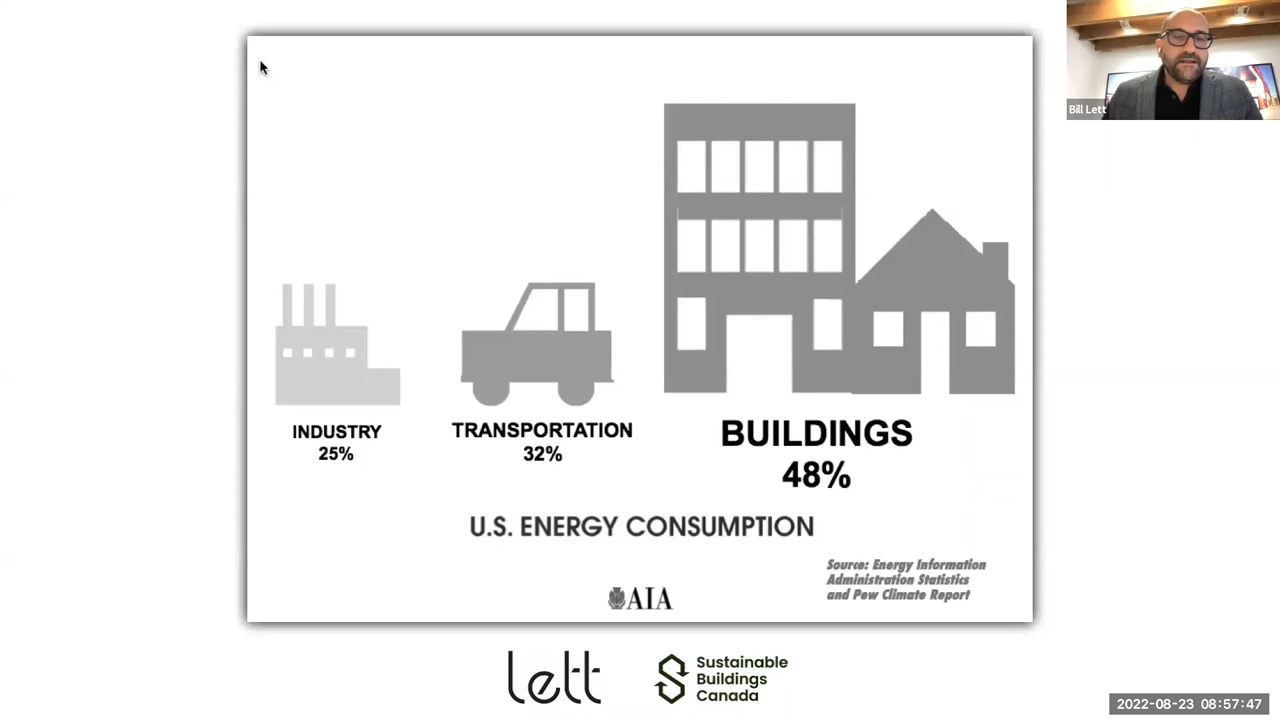 Bill Lett
INDUSTRY
25%
TRANSPORTATION
32%
BUILDINGS
48%
U.S. ENERGY CONSUMPTION
Source: Energy Information
Administration Statistics
and Pew Climate Report
AIA
lett
Sustainable
Buildings
Canada
2022-08-23 08:57:47